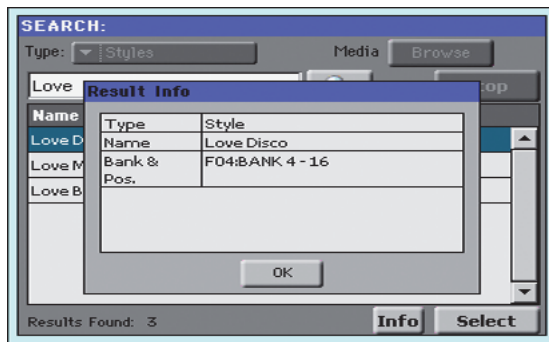 SEARCH:
Type: Styles Media Browse
Love
Result Info
Name
Type Style
Love D Name Love Disco
Love M Bank & F04:BANK 4 - 16
Pos.
Love B
OK
Results Found: 3 Info Select